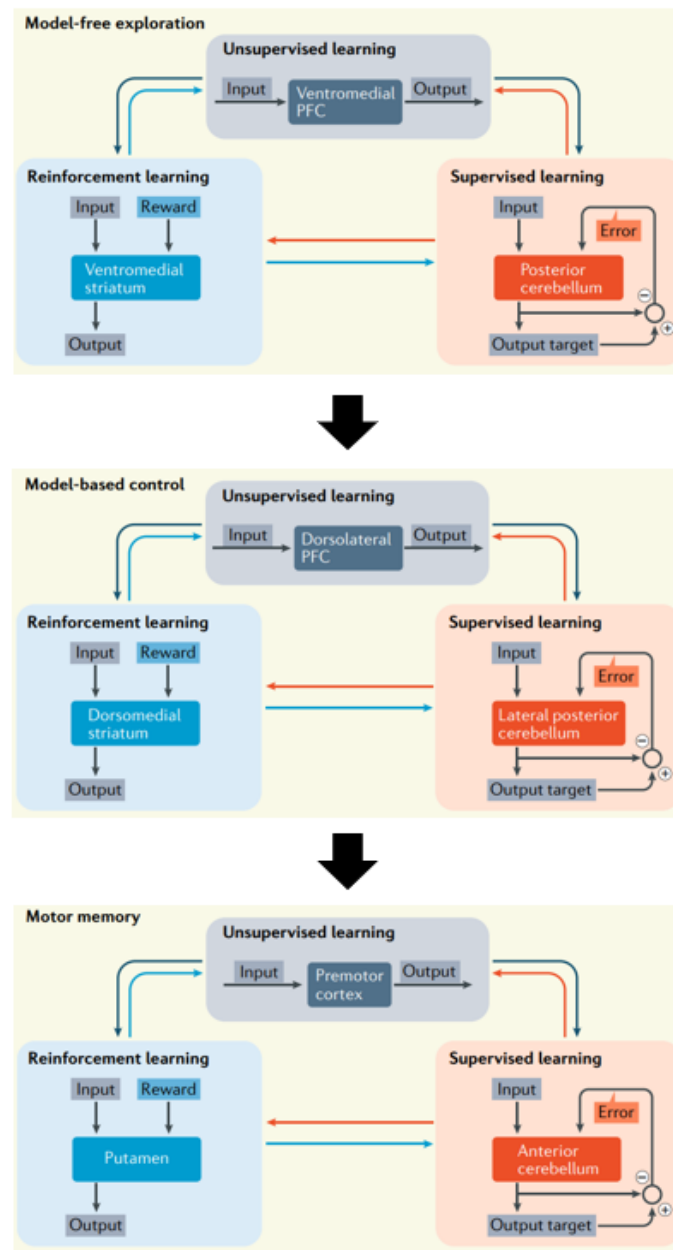 Model-free exploration
Unsupervised learning
Input
Ventromedial
PFC
Output
Reinforcement learning
Input
Reward
Ventromedial
striatum
Output
Supervised learning
Input
Error
Posterior
cerebellum
−
+
Output target
Model-based control
Unsupervised learning
Input
Dorsolateral
PFC
Output
Reinforcement learning
Input
Reward
Dorsomedial
striatum
Output
Supervised learning
Input
Error
Lateral posterior
cerebellum
−
+
Output target
Motor memory
Unsupervised learning
Input
Premotor
cortex
Output
Reinforcement learning
Input
Reward
Putamen
Output
Supervised learning
Input
Error
Anterior
cerebellum
−
+
Output target